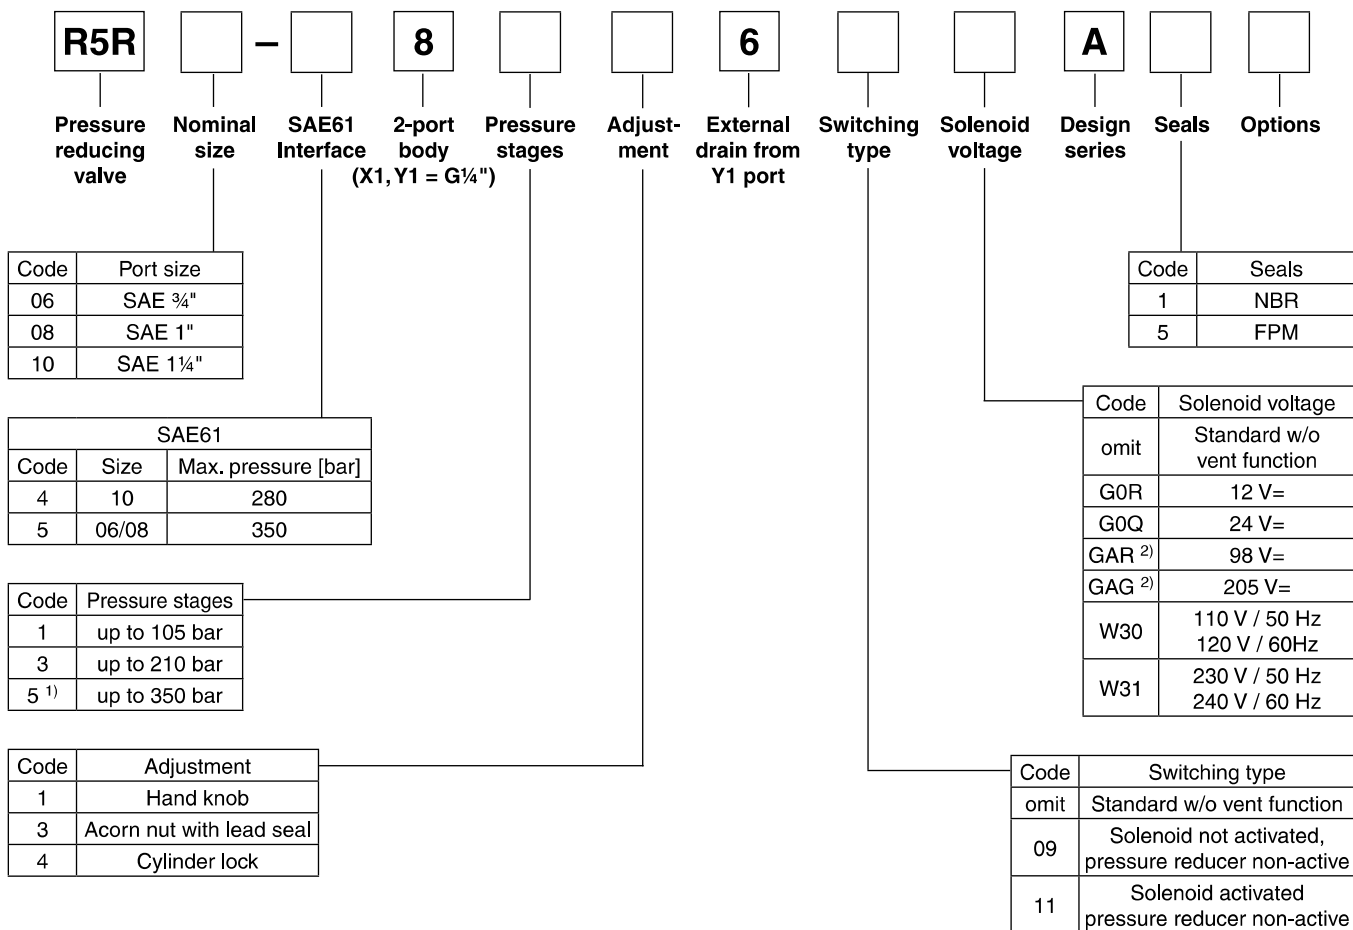 R5R – 8 6 A
Pressure reducing valve
Nominal size
SAE61 Interface
2-port body (X1, Y1 = G¼")
Pressure stages
Adjust-ment
External drain from Y1 port
Switching type
Solenoid voltage
Design series
Seals
Options
Code Port size
06 SAE ¾"
08 SAE 1"
10 SAE 1¼"
SAE61
Code Size Max. pressure [bar]
4 10 280
5 06/08 350
Code Pressure stages
1 up to 105 bar
3 up to 210 bar
5 1) up to 350 bar
Code Adjustment
1 Hand knob
3 Acorn nut with lead seal
4 Cylinder lock
Code Seals
1 NBR
5 FPM
Code Solenoid voltage
omit Standard w/o vent function
G0R 12 V=
G0Q 24 V=
GAR 2) 98 V=
GAG 2) 205 V=
W30 110 V / 50 Hz
120 V / 60Hz
W31 230 V / 50 Hz
240 V / 60 Hz
Code Switching type
omit Standard w/o vent function
09 Solenoid not activated,
pressure reducer non-active
11 Solenoid activated
pressure reducer non-active